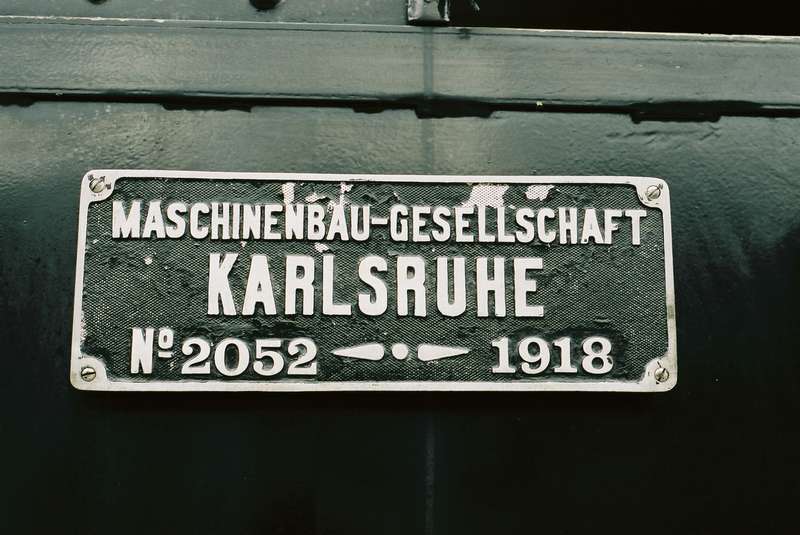 MASCHINENBAU-GESELLSCHAFT
KARLSRUHE
Nº 2052 1918